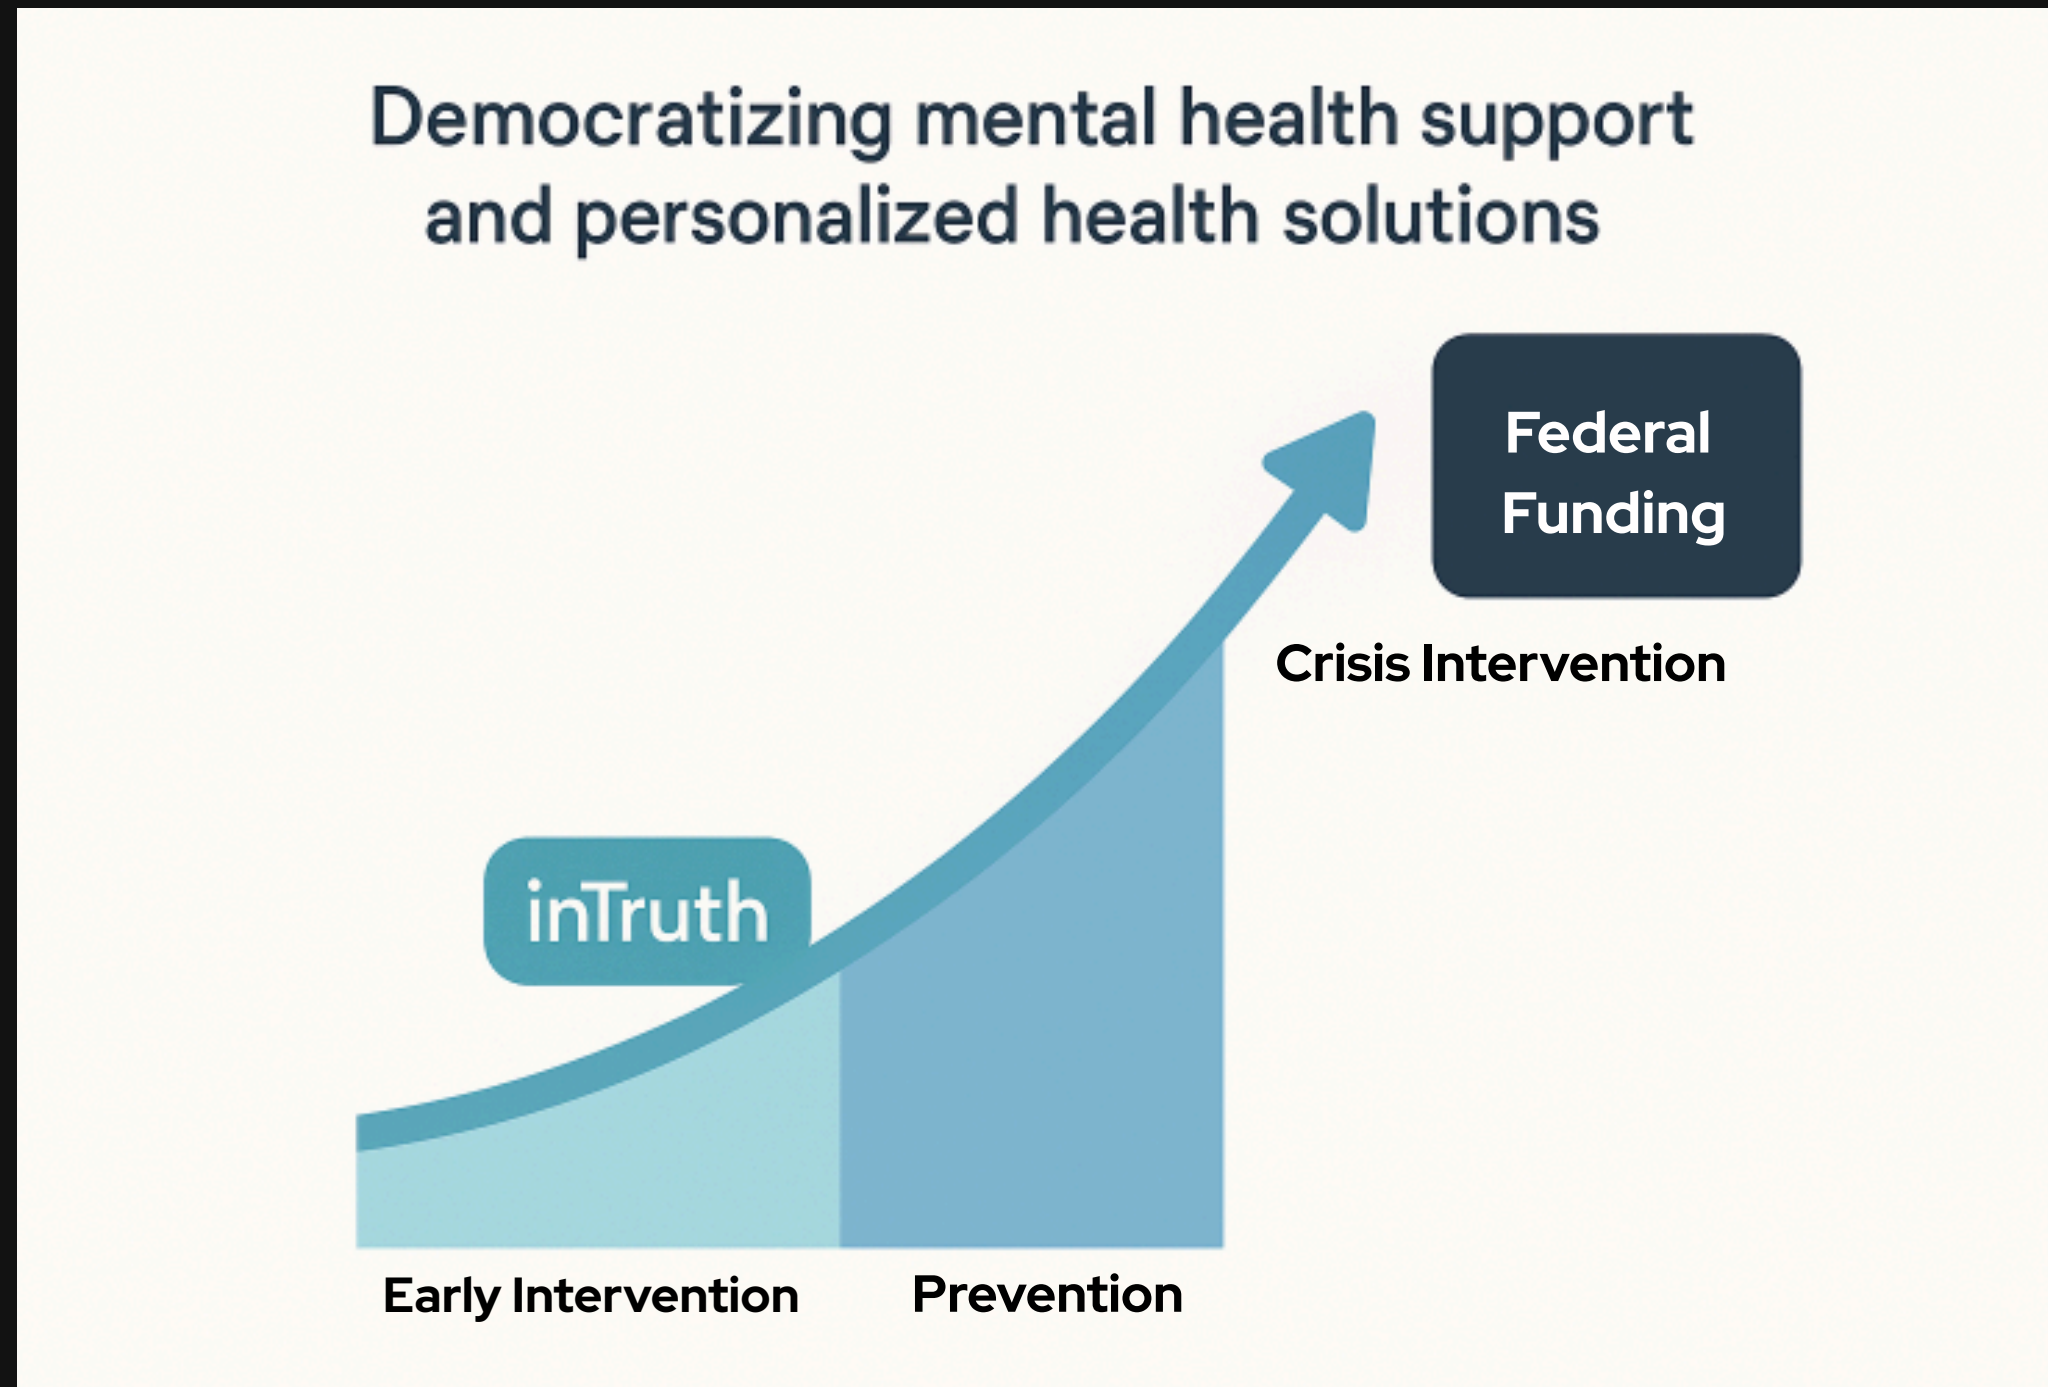 Democratizing mental health support
and personalized health solutions
Federal
Funding
Crisis Intervention
inTruth
Early Intervention
Prevention